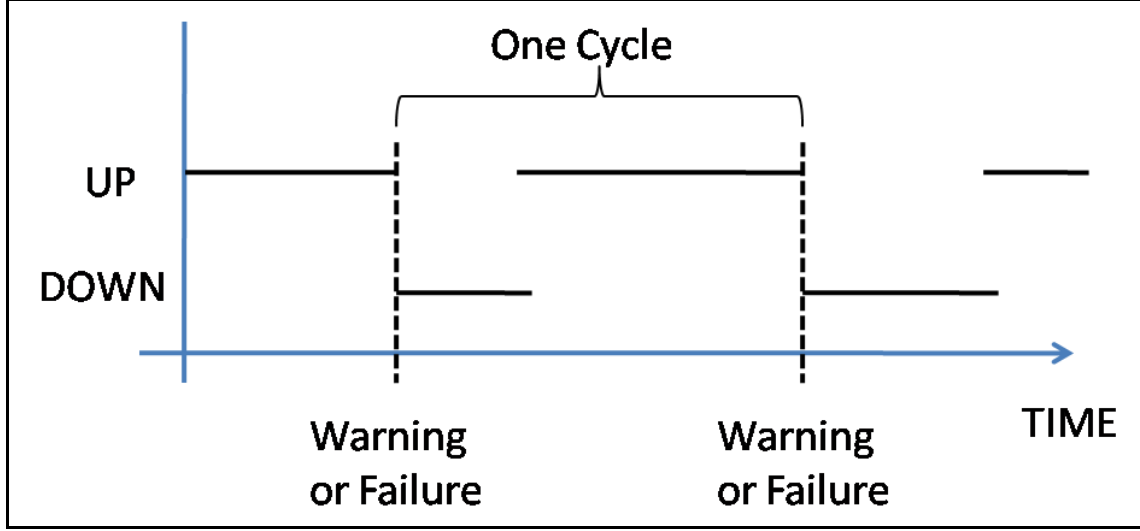 One Cycle
UP
DOWN
Warning
or Failure
Warning
or Failure
TIME